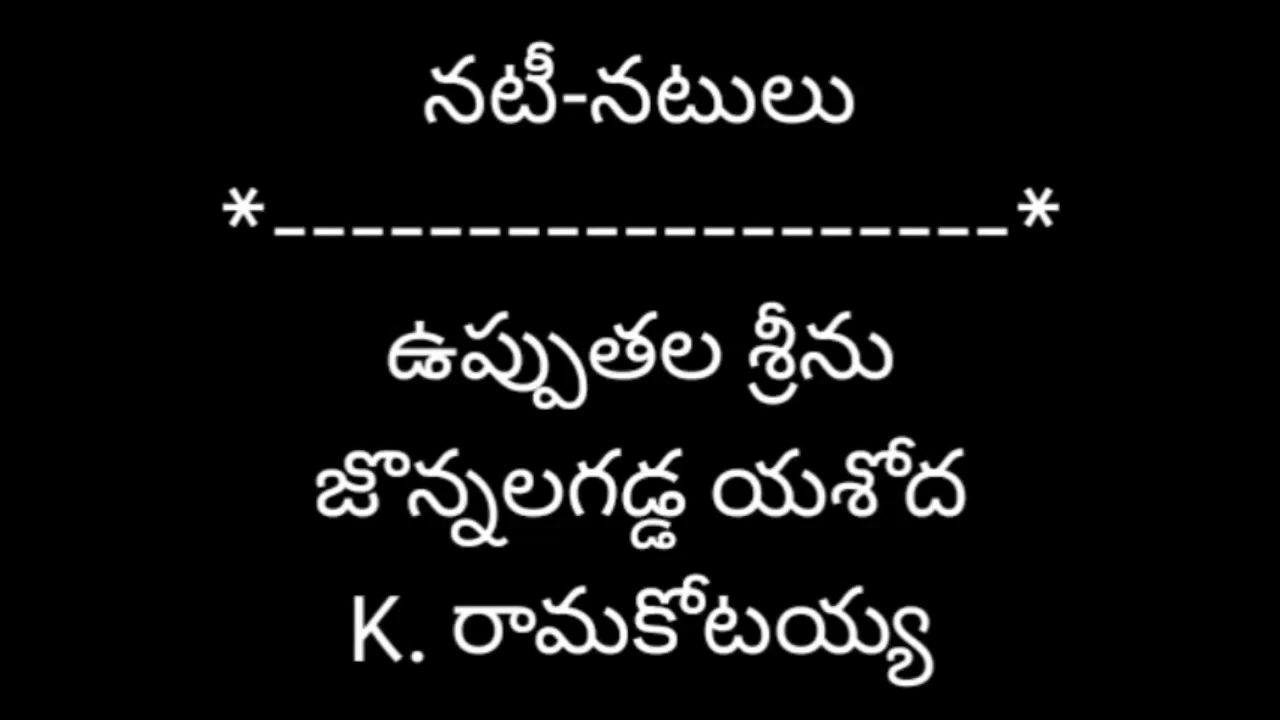 నటీ-నటులు
*-------------------*
ఉప్పుతల శ్రీను
జొన్నలగడ్డ యశోద
K. రామకోటయ్య